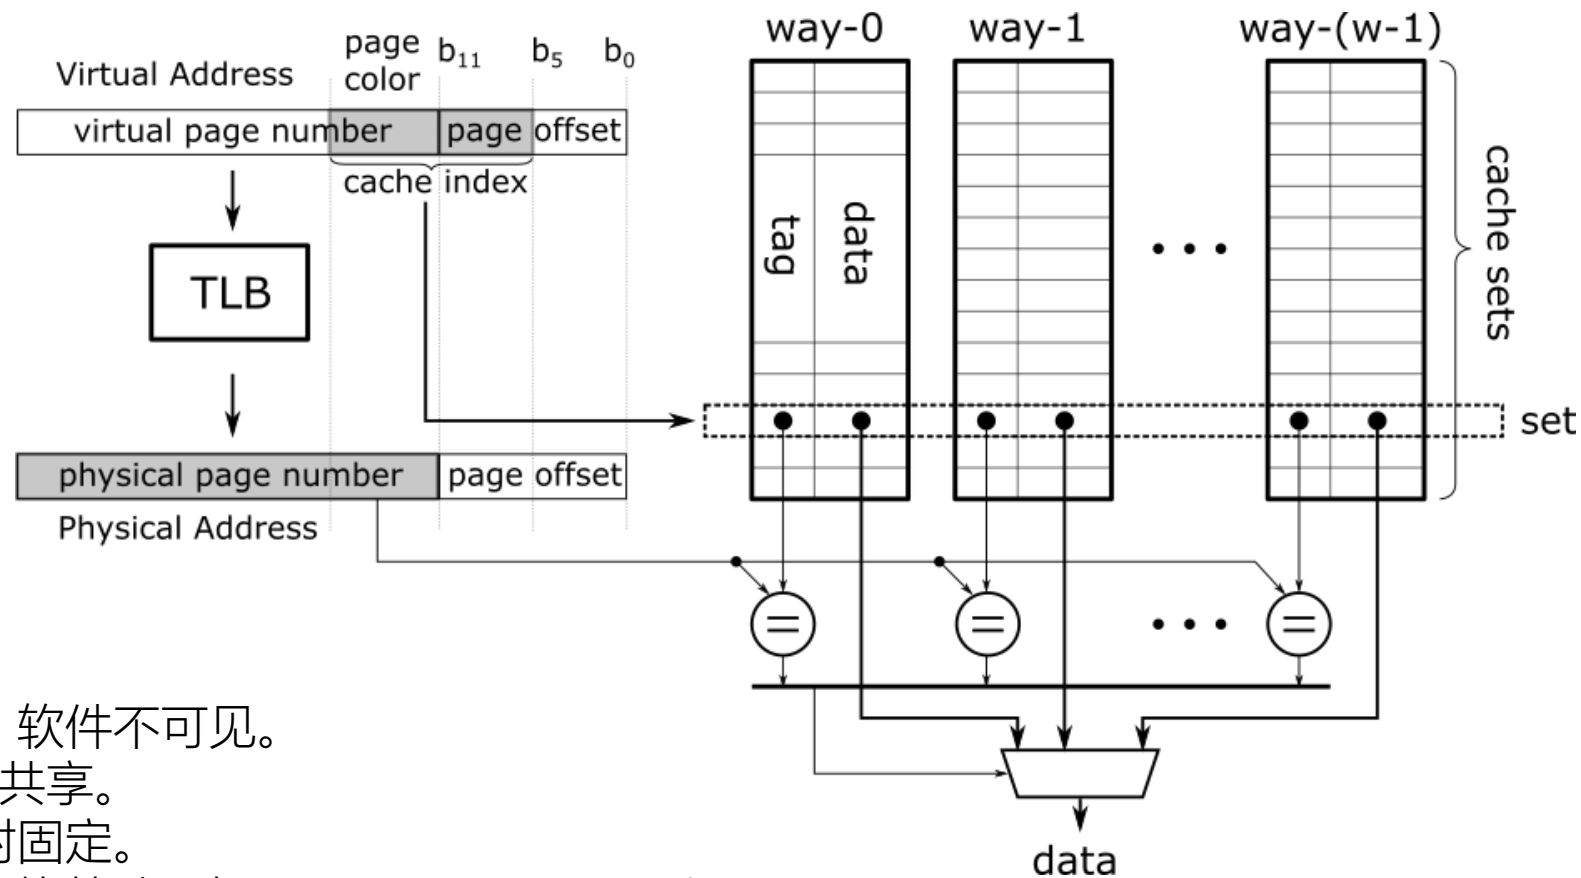 way-0
way-1
way-(w-1)
page color
b11
b5
b0
Virtual Address
virtual page number
page offset
cache index
TLB
tag
data
cache sets
set
physical page number
page offset
Physical Address
软件不可见。
共享。
时固定。
data